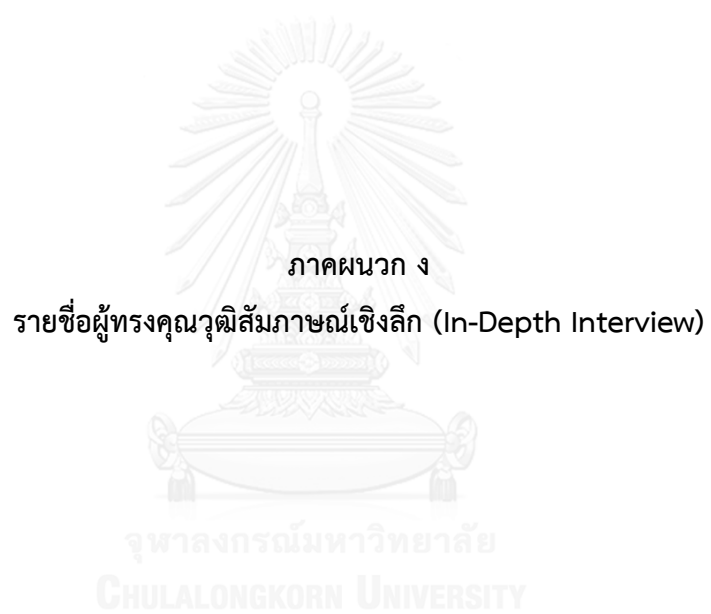 ภาคผนวก ง
รายชื่อผู้ทรงคุณวุฒิสัมภาษณ์เชิงลึก (In-Depth Interview)
จุฬาลงกรณ์มหาวิทยาลัย
CHULALONGKORN UNIVERSITY